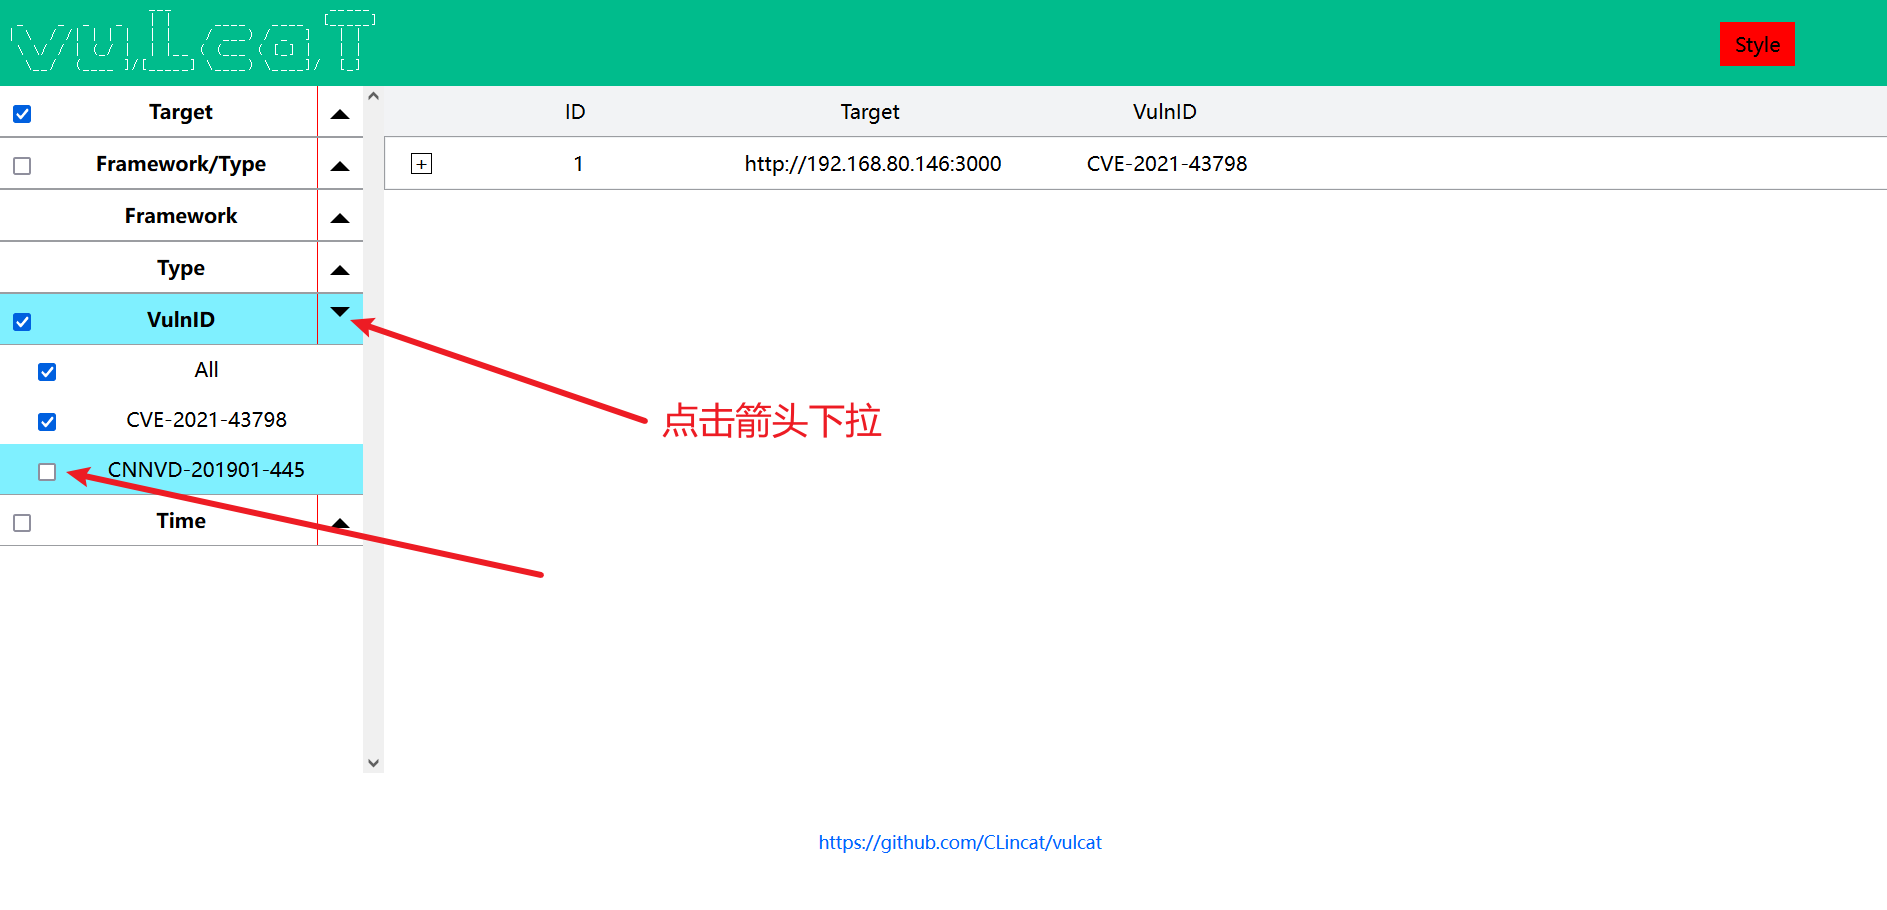 vulcaT
Style
Target
Framework/Type
Framework
Type
VulnID
All
CVE-2021-43798
CNNVD-201901-445
Time
ID Target VulnID
+ 1 http://192.168.80.146:3000 CVE-2021-43798
点击箭头下拉
https://github.com/CLincat/vulcat